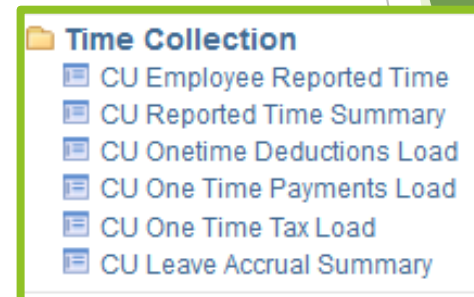 Time Collection
CU Employee Reported Time
CU Reported Time Summary
CU Onetime Deductions Load
CU One Time Payments Load
CU One Time Tax Load
CU Leave Accrual Summary